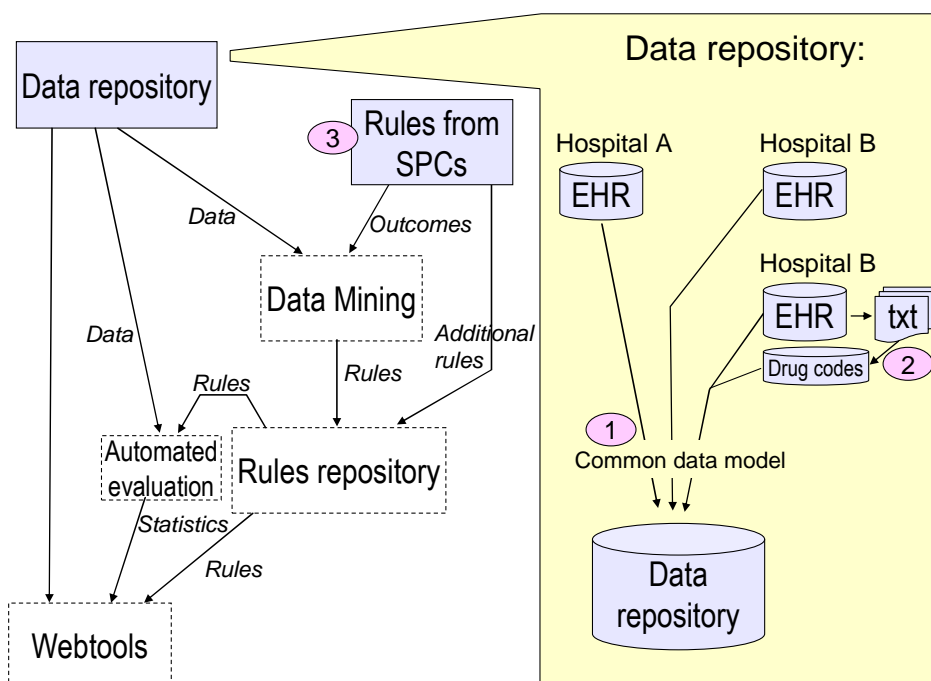 Data repository
3
Rules from
SPCs
Data
Outcomes
Data Mining
Data
Additional
rules
Rules
Rules
Automated
evaluation
Rules repository
Statistics
Rules
Webtools
Data repository:
Hospital A
EHR
Hospital B
EHR
Hospital B
EHR
txt
Drug codes
2
1
Common data model
Data
repository